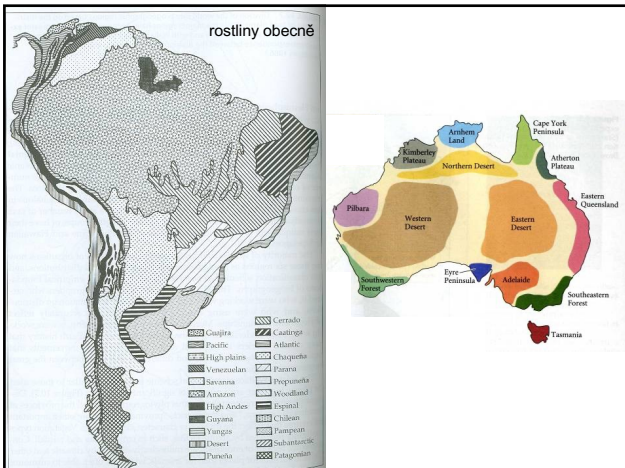 rostliny obecně
Guajira
Pacific
High plains
Venezuelan
Savanna
Amazon
High Andes
Guyana
Yungas
Desert
Puneña
Cerrado
Caatinga
Atlantic
Chaqueña
Parana
Prepuneña
Woodland
Espinal
Chilean
Pampean
Subantarctic
Patagonian
Arnhem
Land
Cape York
Peninsula
Kimberley
Plateau
Northern Desert
Atherton
Plateau
Pilbara
Western
Desert
Eastern
Desert
Eastern
Queensland
Southwestern
Forest
Eyre
Peninsula
Adelaide
Southeastern
Forest
Tasmania